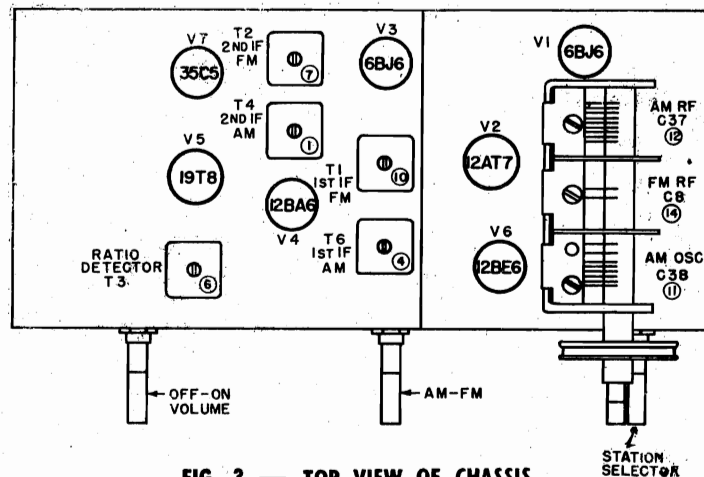 V7
35C5
T2
2ND IF
FM
7
V3
6BJ6
V1
6BJ6
T4
2ND IF
AM
1
AM RF
C37
12
V5
19T8
V2
12AT7
T1
1ST IF
FM
10
12BA6
V4
FM RF
C8
14
T6
1ST IF
AM
4
V6
12BE6
RATIO
DETECTOR
T3
6
AM OSC
C38
11
OFF-ON
VOLUME
AM-FM
STATION
SELECTOR
FIG. 3 — TOP VIEW OF CHASSIS